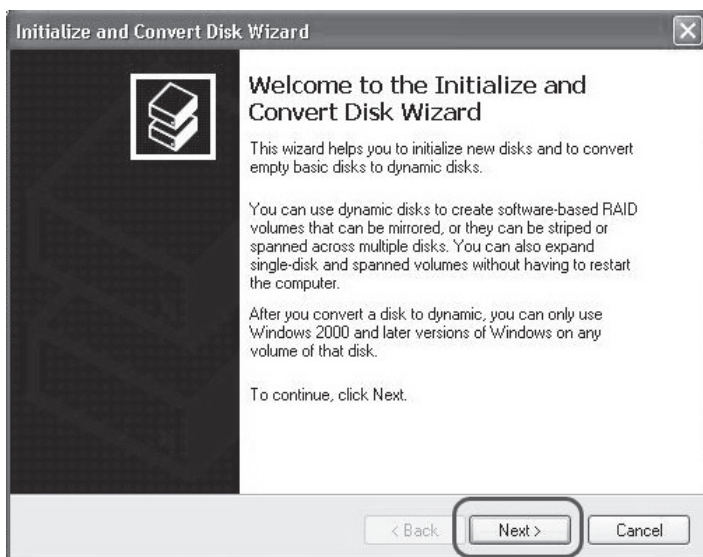 Initialize and Convert Disk Wizard
Welcome to the Initialize and
Convert Disk Wizard
This wizard helps you to initialize new disks and to convert
empty basic disks to dynamic disks.
You can use dynamic disks to create software-based RAID
volumes that can be mirrored, or they can be striped or
spanned across multiple disks. You can also expand
single-disk and spanned volumes without having to restart
the computer.
After you convert a disk to dynamic, you can only use
Windows 2000 and later versions of Windows on any
volume of that disk.
To continue, click Next.
< Back Next > Cancel